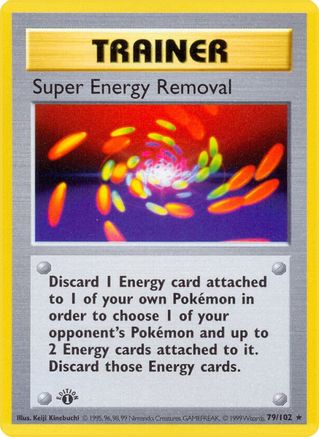 TRAINER
Super Energy Removal
Discard 1 Energy card attached
to 1 of your own Pokémon in
order to choose 1 of your
opponent's Pokémon and up to
2 Energy cards attached to it.
Discard those Energy cards.
EDITION
1
Illus. Keiji Kinebuchi © 1995, 96, 98, 99 Nintendo, Creatures, GAMEFREAK. © 1999 Wizards. 79/102 ★